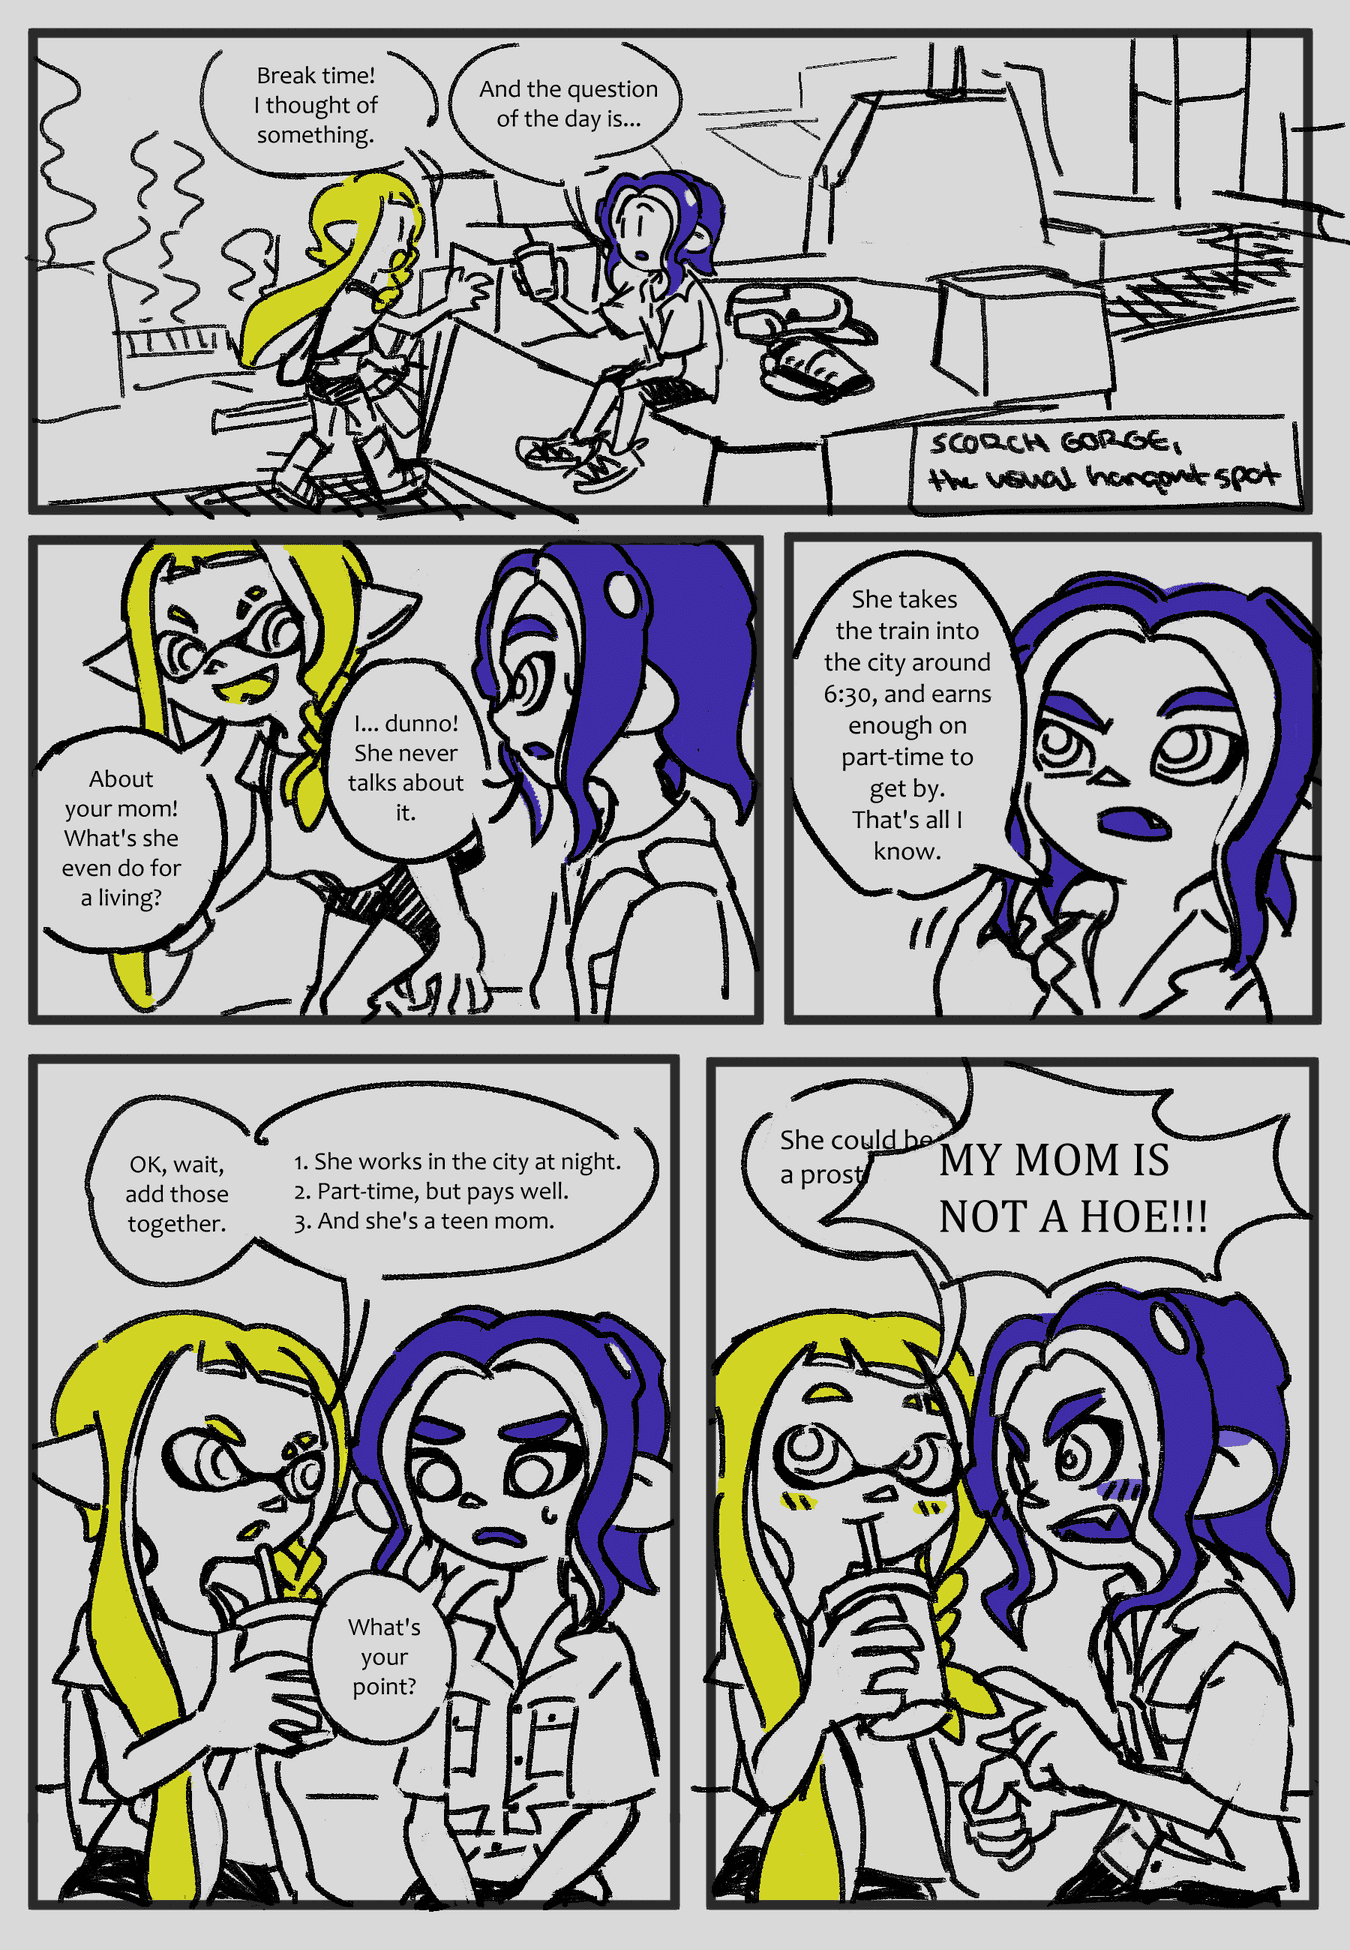 Break time!
I thought of
something.
And the question
of the day is...
SCORCH GORGE,
the usual hangout spot
About
your mom!
What's she
even do for
a living?
I... dunno!
She never
talks about
it.
She takes
the train into
the city around
6:30, and earns
enough on
part-time to
get by.
That's all I
know.
OK, wait,
add those
together.
1. She works in the city at night.
2. Part-time, but pays well.
3. And she's a teen mom.
What's
your
point?
She could be
a prost
MY MOM IS
NOT A HOE!!!